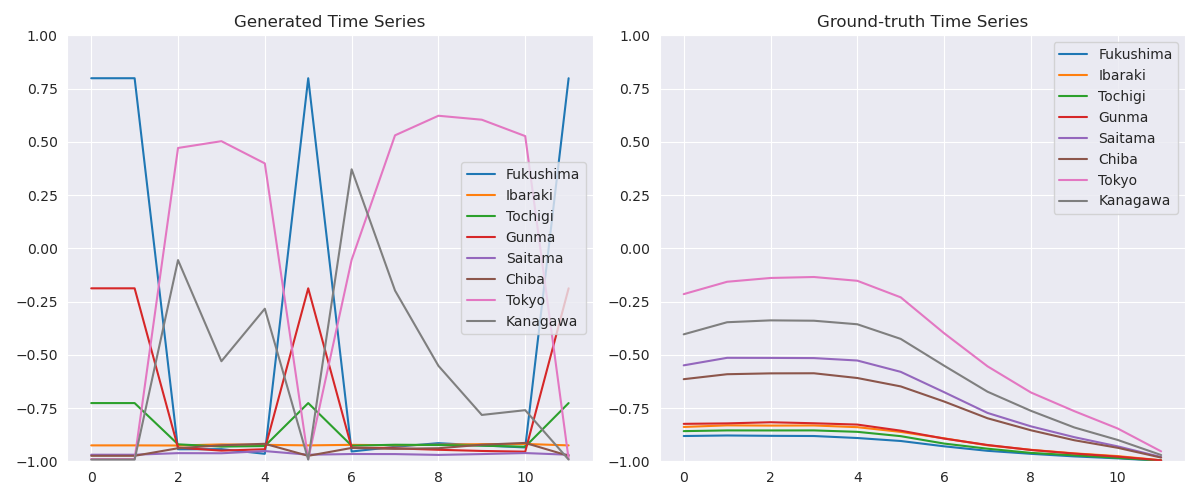 Generated Time Series
1.00
0.75
0.50
0.25
0.00
−0.25
−0.50
−0.75
−1.00
0 2 4 6 8 10
Fukushima
Ibaraki
Tochigi
Gunma
Saitama
Chiba
Tokyo
Kanagawa
Ground-truth Time Series
1.00
0.75
0.50
0.25
0.00
−0.25
−0.50
−0.75
−1.00
0 2 4 6 8 10
Fukushima
Ibaraki
Tochigi
Gunma
Saitama
Chiba
Tokyo
Kanagawa